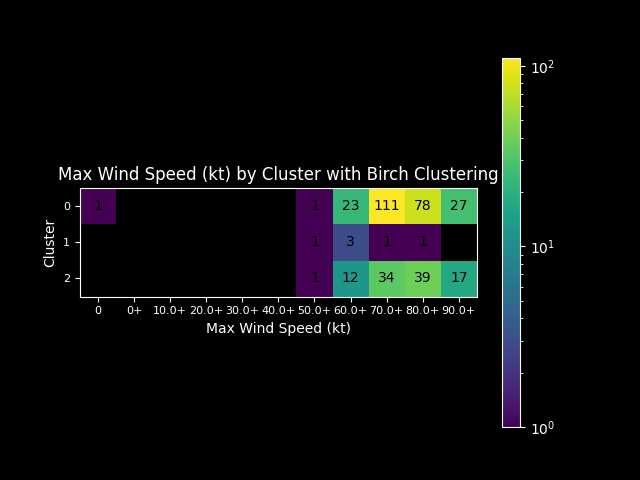 Max Wind Speed (kt) by Cluster with Birch Clustering
Cluster
0 1 1 23 111 78 27
1 1 3 1 1
2 1 12 34 39 17
0 0+ 10.0+ 20.0+ 30.0+ 40.0+ 50.0+ 60.0+ 70.0+ 80.0+ 90.0+
Max Wind Speed (kt)
10²
10¹
10⁰